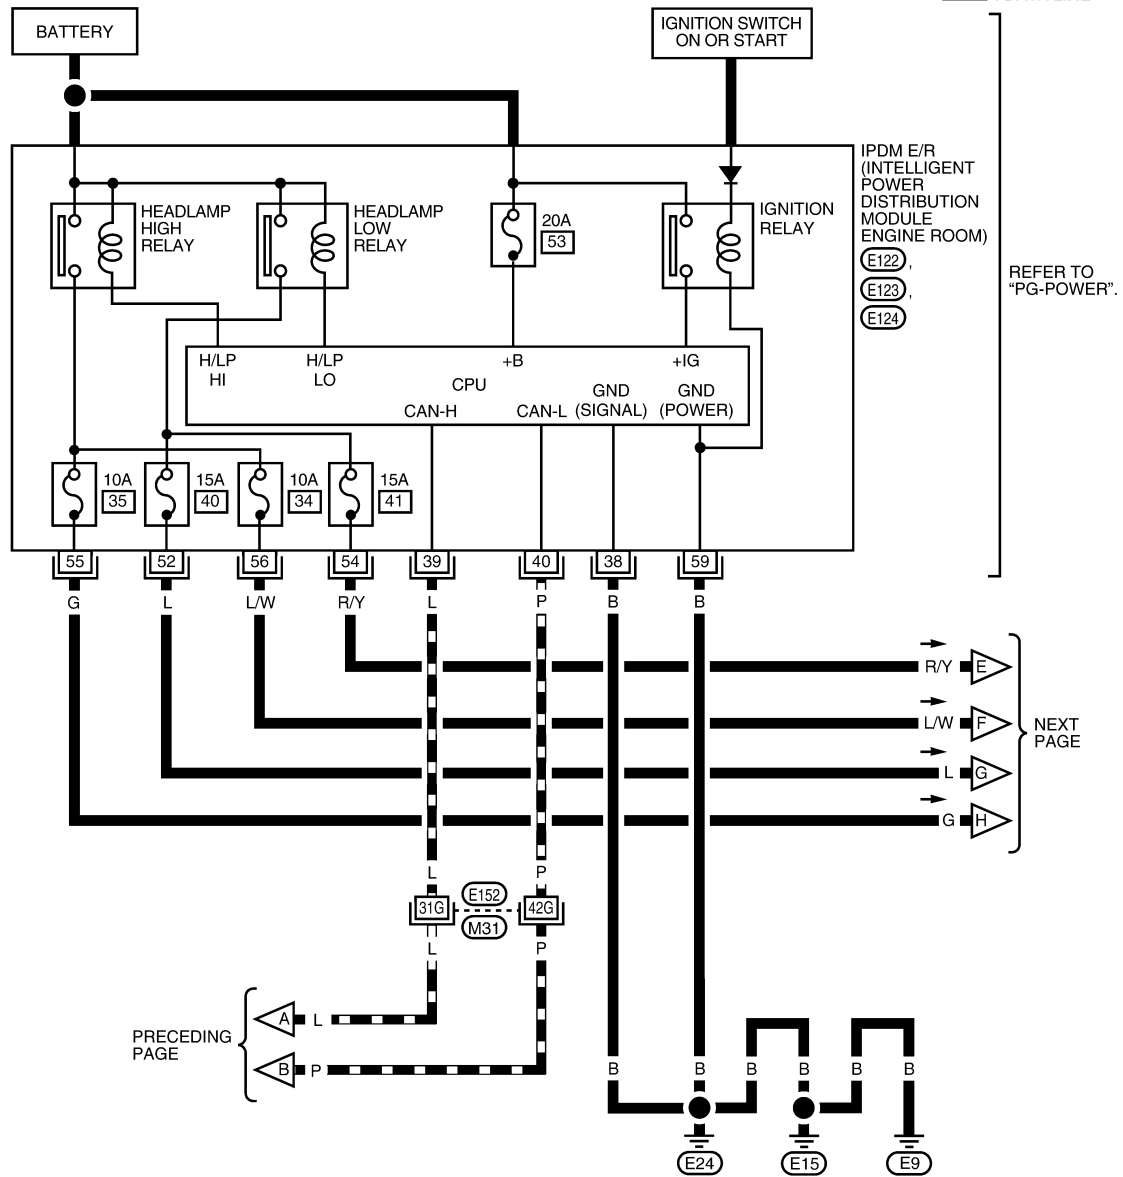 BATTERY
IGNITION SWITCH
ON OR START
IPDM E/R
(INTELLIGENT
POWER
DISTRIBUTION
MODULE
ENGINE ROOM)
E122 ,
E123 ,
E124
REFER TO
“PG-POWER”.
HEADLAMP
HIGH
RELAY
HEADLAMP
LOW
RELAY
20A
53
IGNITION
RELAY
H/LP
HI
H/LP
LO
+B
+IG
CPU
CAN-H
CAN-L
GND
(SIGNAL)
GND
(POWER)
10A
35
15A
40
10A
34
15A
41
55 52 56 54 39 40 38 59
G L L/W R/Y L P B B
R/Y E
L/W F
L G
G H
NEXT
PAGE
L P
31G E152 42G
M31
L P
PRECEDING
PAGE
A L
B P
B B B B B B
E24 E15 E9